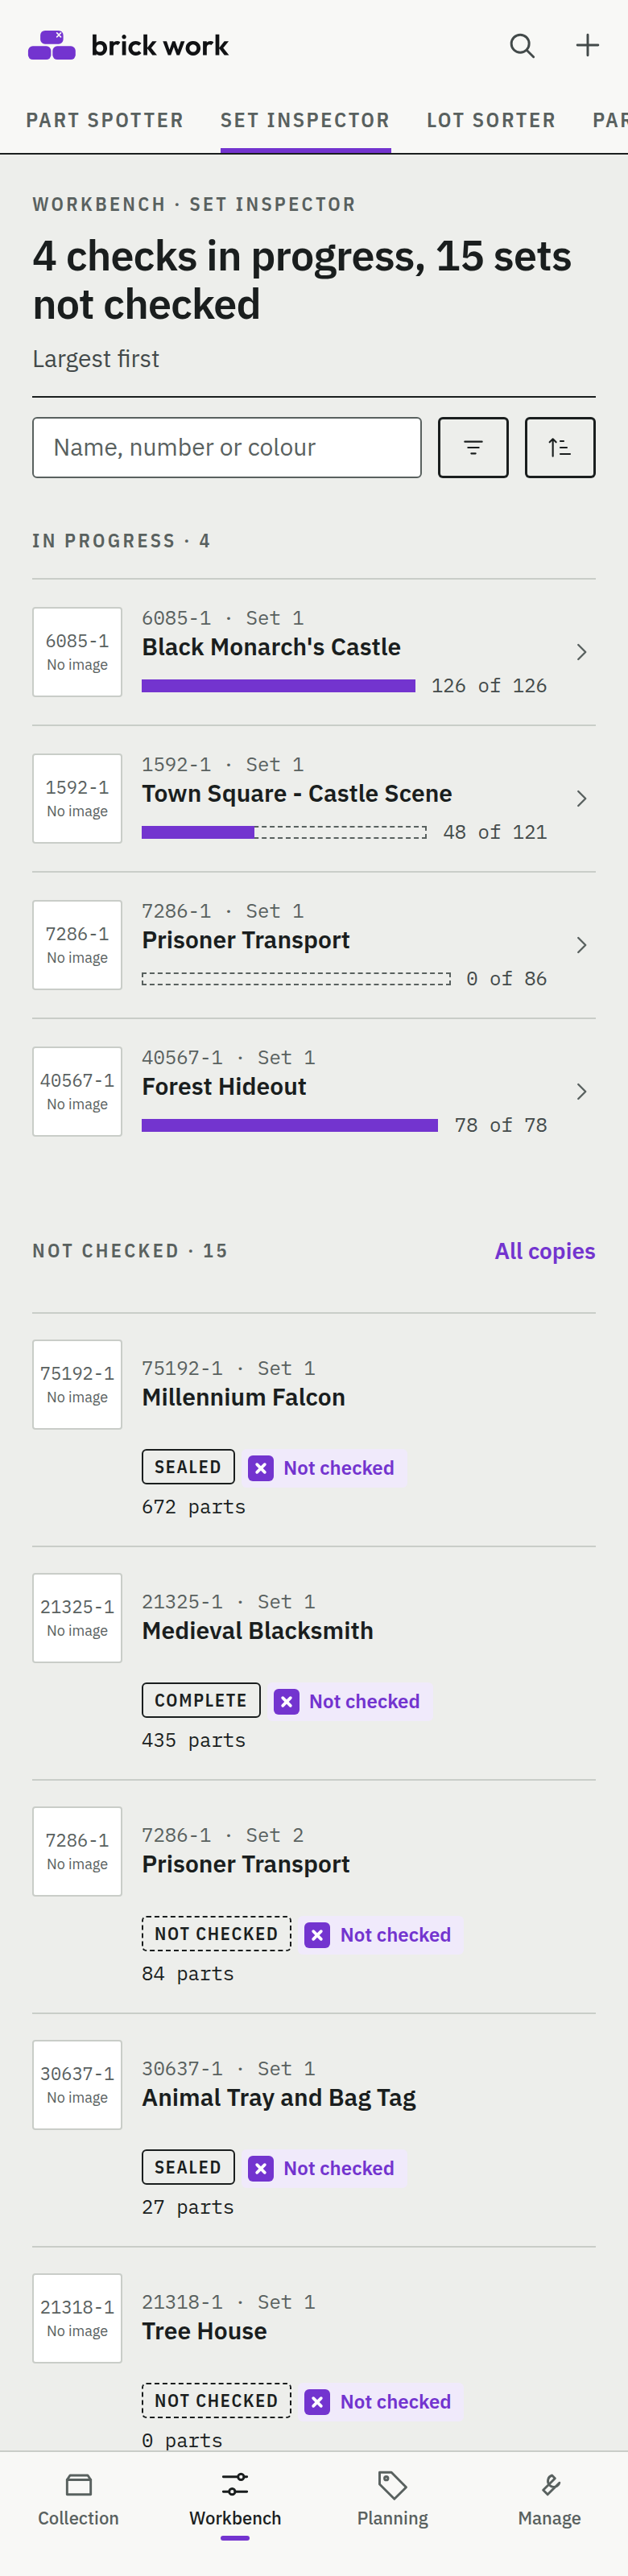 brick work
PART SPOTTER SET INSPECTOR LOT SORTER PAR
WORKBENCH · SET INSPECTOR
4 checks in progress, 15 sets
not checked
Largest first
Name, number or colour
IN PROGRESS · 4
6085-1
No image
6085-1 · Set 1
Black Monarch's Castle
126 of 126
1592-1
No image
1592-1 · Set 1
Town Square - Castle Scene
48 of 121
7286-1
No image
7286-1 · Set 1
Prisoner Transport
0 of 86
40567-1
No image
40567-1 · Set 1
Forest Hideout
78 of 78
NOT CHECKED · 15 All copies
75192-1
No image
75192-1 · Set 1
Millennium Falcon
SEALED Not checked
672 parts
21325-1
No image
21325-1 · Set 1
Medieval Blacksmith
COMPLETE Not checked
435 parts
7286-1
No image
7286-1 · Set 2
Prisoner Transport
NOT CHECKED Not checked
84 parts
30637-1
No image
30637-1 · Set 1
Animal Tray and Bag Tag
SEALED Not checked
27 parts
21318-1
No image
21318-1 · Set 1
Tree House
NOT CHECKED Not checked
0 parts
Collection Workbench Planning Manage